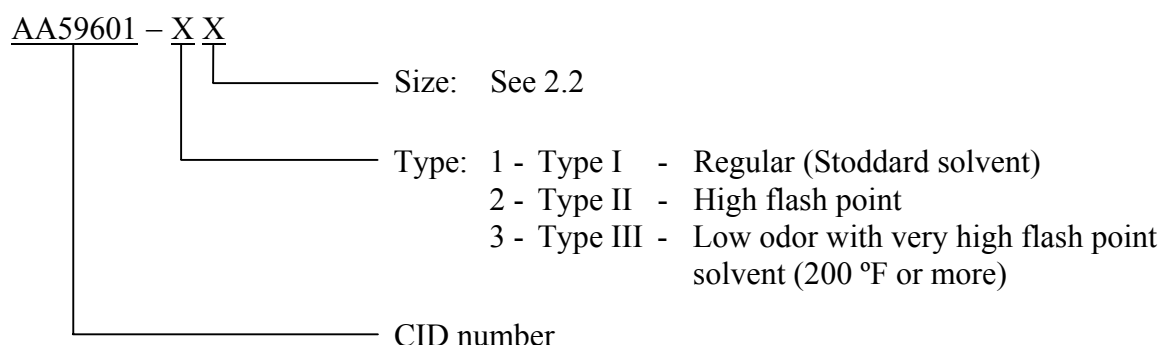 AA59601 – X X
Size: See 2.2
Type: 1 - Type I - Regular (Stoddard solvent)
2 - Type II - High flash point
3 - Type III - Low odor with very high flash point
solvent (200 ºF or more)
CID number